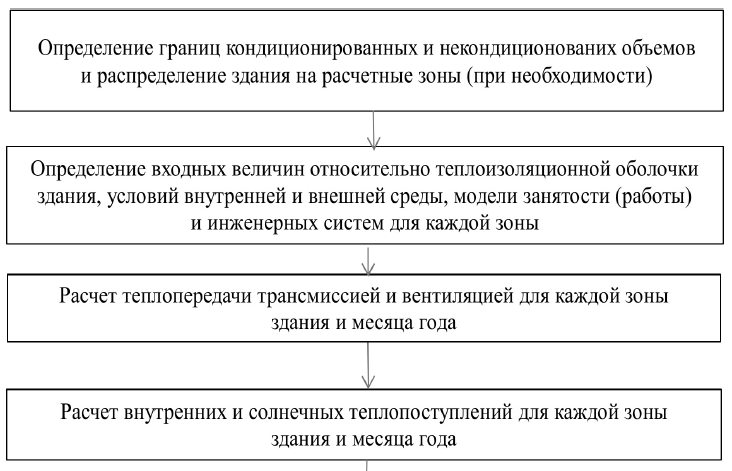 Определение границ кондиционированных и некондиционованих объемов
и распределение здания на расчетные зоны (при необходимости)
Определение входных величин относительно теплоизоляционной оболочки
здания, условий внутренней и внешней среды, модели занятости (работы)
и инженерных систем для каждой зоны
Расчет теплопередачи трансмиссией и вентиляцией для каждой зоны
здания и месяца года
Расчет внутренних и солнечных теплопоступлений для каждой зоны
здания и месяца года